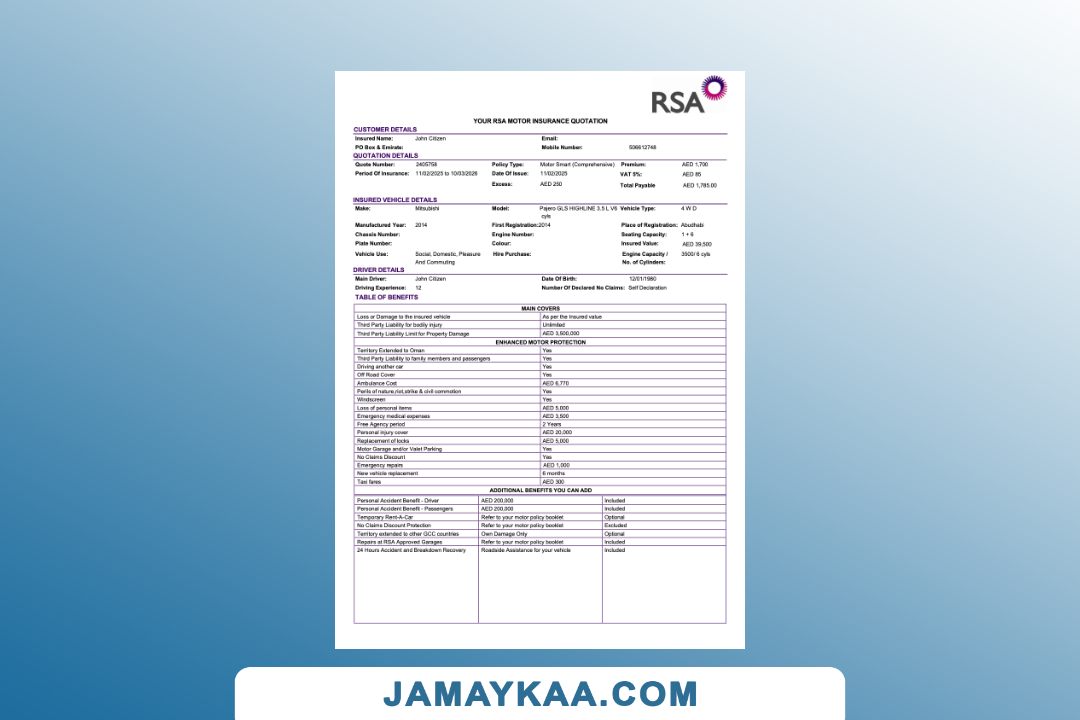 RSA
YOUR RSA MOTOR INSURANCE QUOTATION
CUSTOMER DETAILS
Insured Name: John Citizen Email:
PO Box & Emirate: Mobile Number: 506612748
QUOTATION DETAILS
Quote Number: 2405758 Policy Type: Motor Smart (Comprehensive) Premium: AED 1,700
Period Of Insurance: 11/02/2025 to 10/03/2026 Date Of Issue: 11/02/2025 VAT 5%: AED 85
Excess: AED 250 Total Payable AED 1,785.00
INSURED VEHICLE DETAILS
Make: Mitsubishi Model: Pajero GLS HIGHLINE 3.5 L V6 Vehicle Type: 4 W D
cyls
Manufactured Year: 2014 First Registration: 2014 Place of Registration: Abudhabi
Chassis Number: Engine Number: Seating Capacity: 1 + 6
Plate Number: Colour: Insured Value: AED 39,500
Vehicle Use: Social, Domestic, Pleasure Hire Purchase: Engine Capacity / 3500/ 6 cyls
And Commuting No. of Cylinders:
DRIVER DETAILS
Main Driver: John Citizen Date Of Birth: 12/01/1980
Driving Experience: 12 Number Of Declared No Claims: Self Declaration
TABLE OF BENEFITS
MAIN COVERS
Loss or Damage to the insured vehicle As per the Insured value
Third Party Liability for bodily injury Unlimited
Third Party Liability Limit for Property Damage AED 3,500,000
ENHANCED MOTOR PROTECTION
Territory Extended to Oman Yes
Third Party Liability to family members and passengers Yes
Driving another car Yes
Off Road Cover Yes
Ambulance Cost AED 6,770
Perils of nature,riot,strike & civil commotion Yes
Windscreen Yes
Loss of personal items AED 5,000
Emergency medical expenses AED 3,500
Free Agency period 2 Years
Personal injury cover AED 20,000
Replacement of locks AED 5,000
Motor Garage and/or Valet Parking Yes
No Claims Discount Yes
Emergency repairs AED 1,000
New vehicle replacement 6 months
Taxi fares AED 300
ADDITIONAL BENEFITS YOU CAN ADD
Personal Accident Benefit - Driver AED 200,000 Included
Personal Accident Benefit - Passengers AED 200,000 Included
Temporary Rent-A-Car Refer to your motor policy booklet Optional
No Claims Discount Protection Refer to your motor policy booklet Excluded
Territory extended to other GCC countries Own Damage Only Optional
Repairs at RSA Approved Garages Refer to your motor policy booklet Included
24 Hours Accident and Breakdown Recovery Roadside Assistance for your vehicle Included
JAMAYKAA.COM